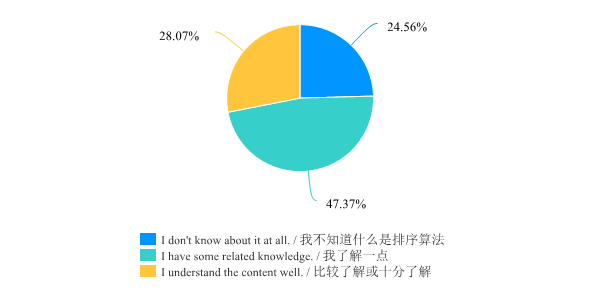 28.07%
24.56%
47.37%
I don't know about it at all. / 我不知道什么是排序算法
I have some related knowledge. / 我了解一点
I understand the content well. / 比较了解或十分了解